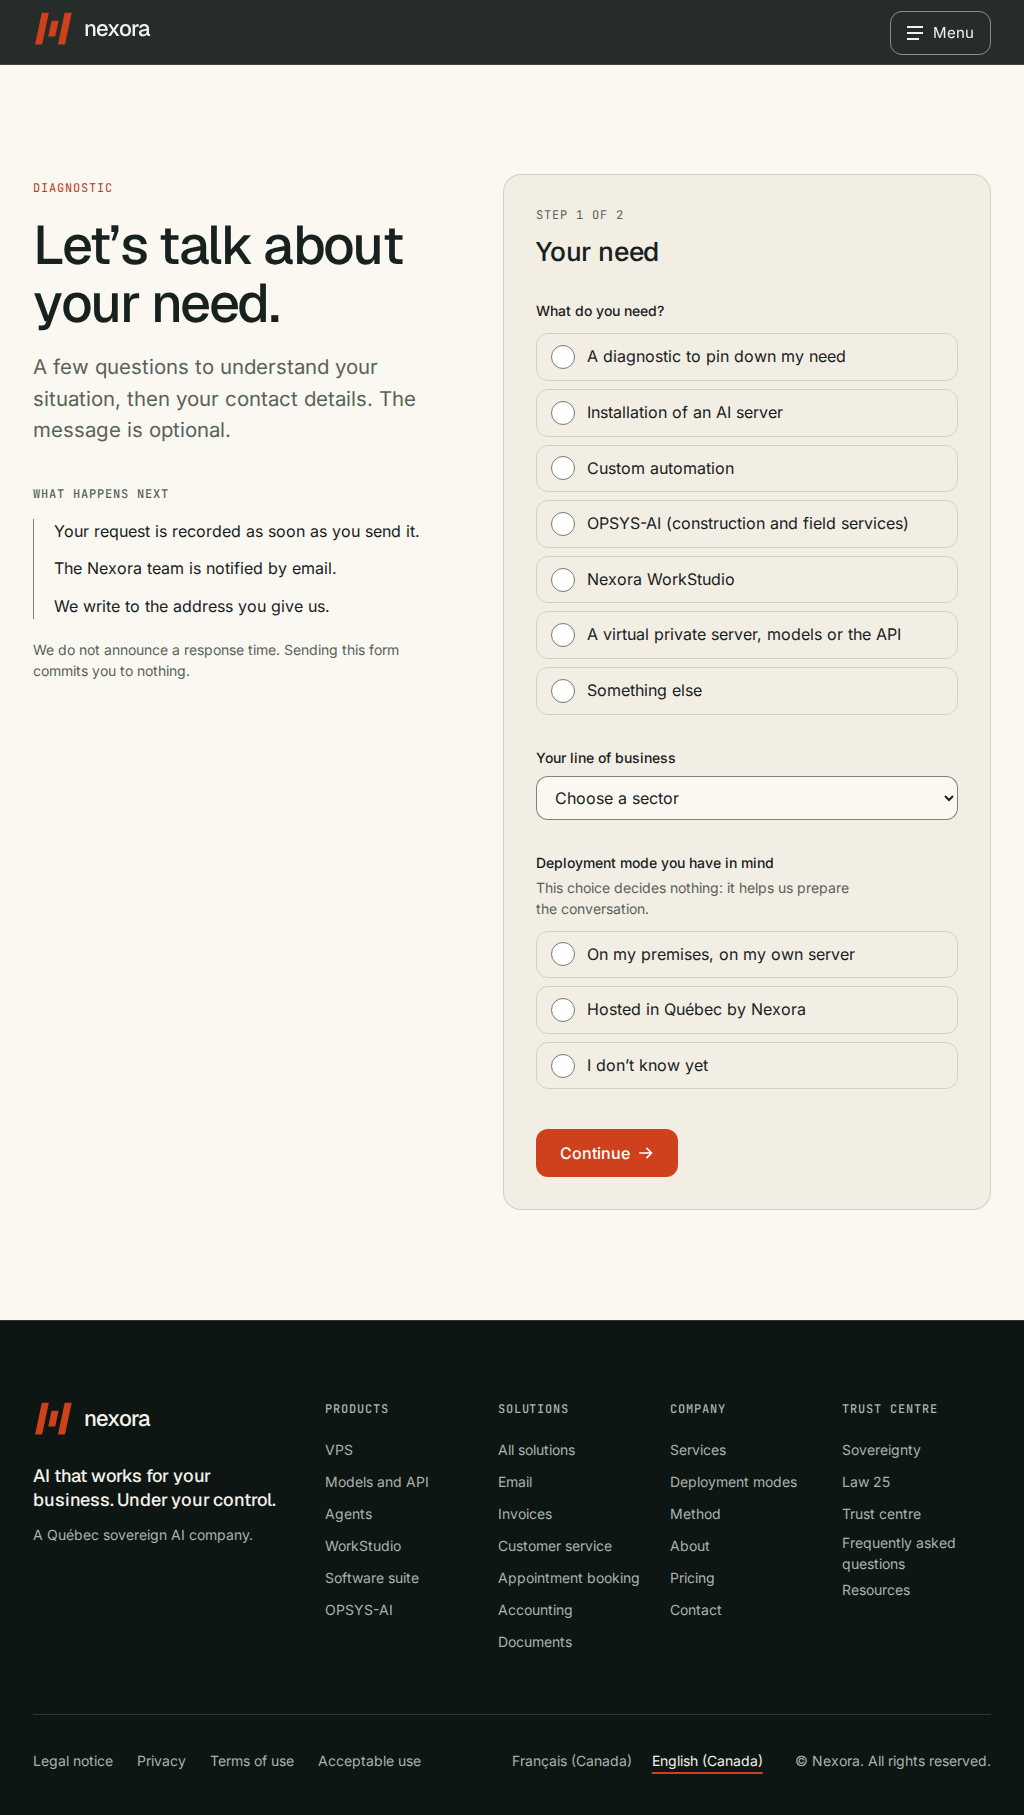 nexora
Menu
DIAGNOSTIC
Let’s talk about
your need.
A few questions to understand your
situation, then your contact details. The
message is optional.
WHAT HAPPENS NEXT
Your request is recorded as soon as you send it.
The Nexora team is notified by email.
We write to the address you give us.
We do not announce a response time. Sending this form
commits you to nothing.
STEP 1 OF 2
Your need
What do you need?
A diagnostic to pin down my need
Installation of an AI server
Custom automation
OPSYS-AI (construction and field services)
Nexora WorkStudio
A virtual private server, models or the API
Something else
Your line of business
Choose a sector
Deployment mode you have in mind
This choice decides nothing: it helps us prepare
the conversation.
On my premises, on my own server
Hosted in Québec by Nexora
I don’t know yet
Continue →
nexora
AI that works for your
business. Under your control.
A Québec sovereign AI company.
PRODUCTS
VPS
Models and API
Agents
WorkStudio
Software suite
OPSYS-AI
SOLUTIONS
All solutions
Email
Invoices
Customer service
Appointment booking
Accounting
Documents
COMPANY
Services
Deployment modes
Method
About
Pricing
Contact
TRUST CENTRE
Sovereignty
Law 25
Trust centre
Frequently asked
questions
Resources
Legal notice Privacy Terms of use Acceptable use Français (Canada) English (Canada) © Nexora. All rights reserved.